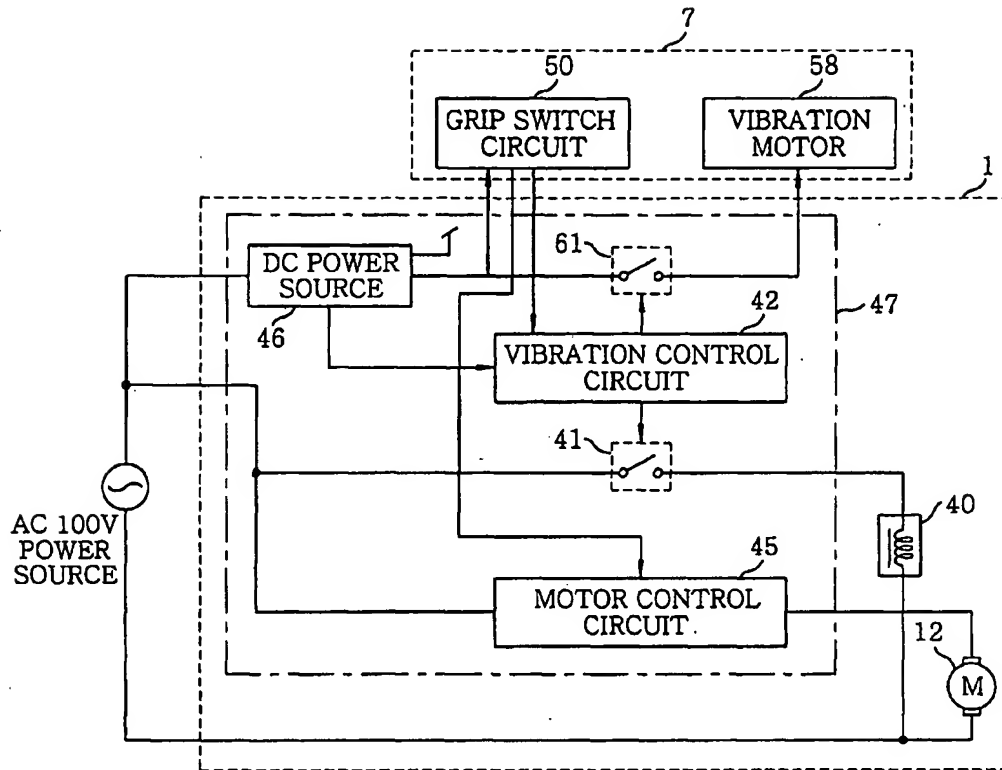 7
50
58
GRIP SWITCH
CIRCUIT
VIBRATION
MOTOR
1
DC POWER
SOURCE
46
61
42
47
VIBRATION CONTROL
CIRCUIT
41
AC 100V
POWER
SOURCE
40
45
MOTOR CONTROL
CIRCUIT
12
M